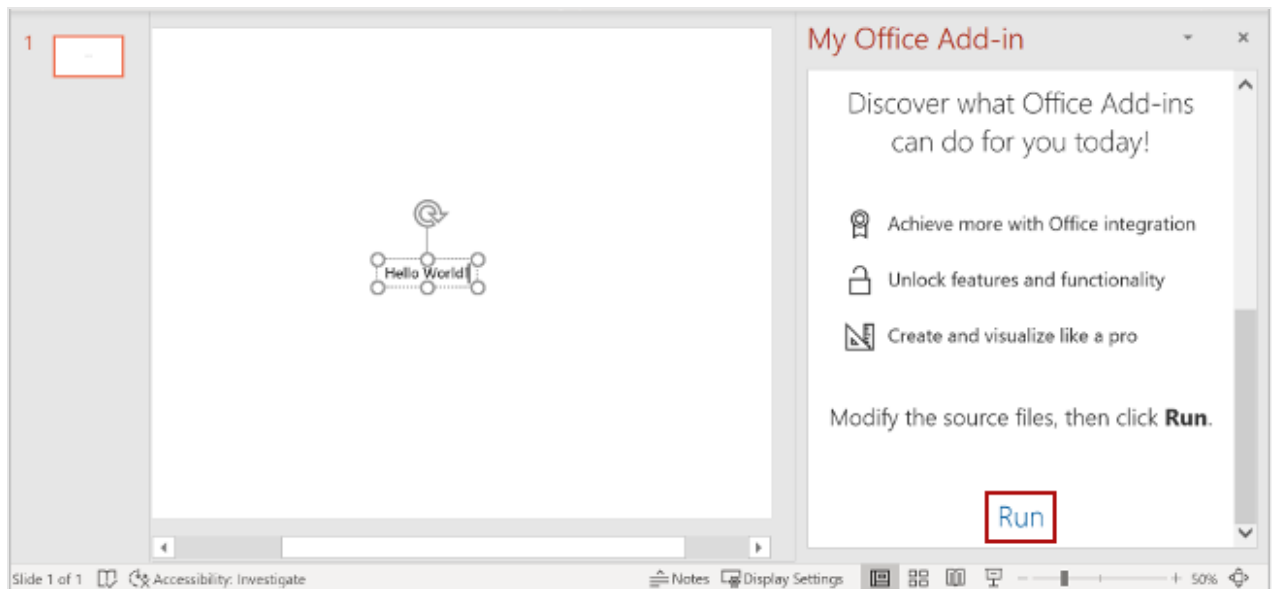 1
Hello World!
My Office Add-in
Discover what Office Add-ins
can do for you today!
Achieve more with Office integration
Unlock features and functionality
Create and visualize like a pro
Modify the source files, then click Run.
Run
Slide 1 of 1 Accessibility: Investigate Notes Display Settings 50%